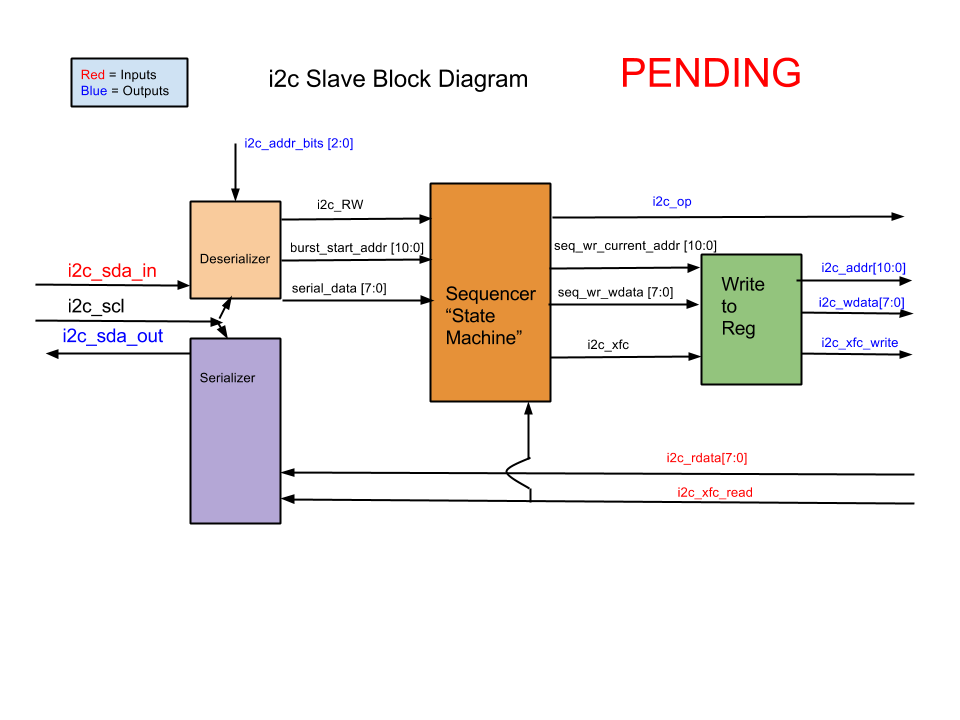 Red = Inputs
Blue = Outputs
i2c Slave Block Diagram
PENDING
i2c_addr_bits [2:0]
i2c_RW
i2c_op
burst_start_addr [10:0]
seq_wr_current_addr [10:0]
Deserializer
i2c_sda_in
i2c_addr[10:0]
serial_data [7:0]
Sequencer
“State
Machine”
seq_wr_wdata [7:0]
Write
to
Reg
i2c_wdata[7:0]
i2c_scl
i2c_sda_out
i2c_xfc
i2c_xfc_write
Serializer
i2c_rdata[7:0]
i2c_xfc_read